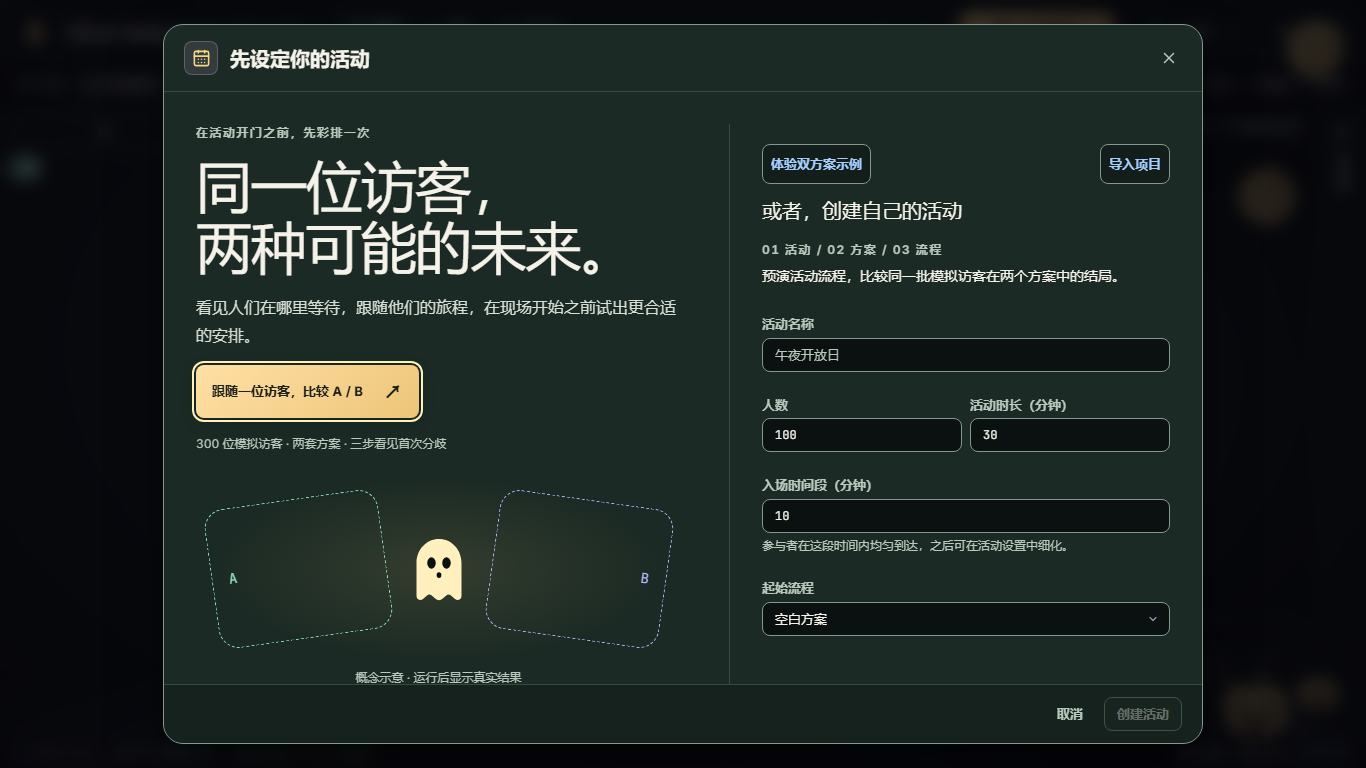 先设定你的活动
在活动开门之前，先彩排一次
同一位访客，
两种可能的未来。
看见人们在哪里等待，跟随他们的旅程，在现场开始之前试出更合适
的安排。
跟随一位访客，比较 A / B ↗
300 位模拟访客 · 两套方案 · 三步看见首次分歧
A
B
概念示意 · 运行后显示真实结果
体验双方案示例
导入项目
或者，创建自己的活动
01 活动 / 02 方案 / 03 流程
预演活动流程，比较同一批模拟访客在两个方案中的结局。
活动名称
午夜开放日
人数
活动时长（分钟）
100
30
入场时间段（分钟）
10
参与者在这段时间内均匀到达，之后可在活动设置中细化。
起始流程
空白方案
取消
创建活动